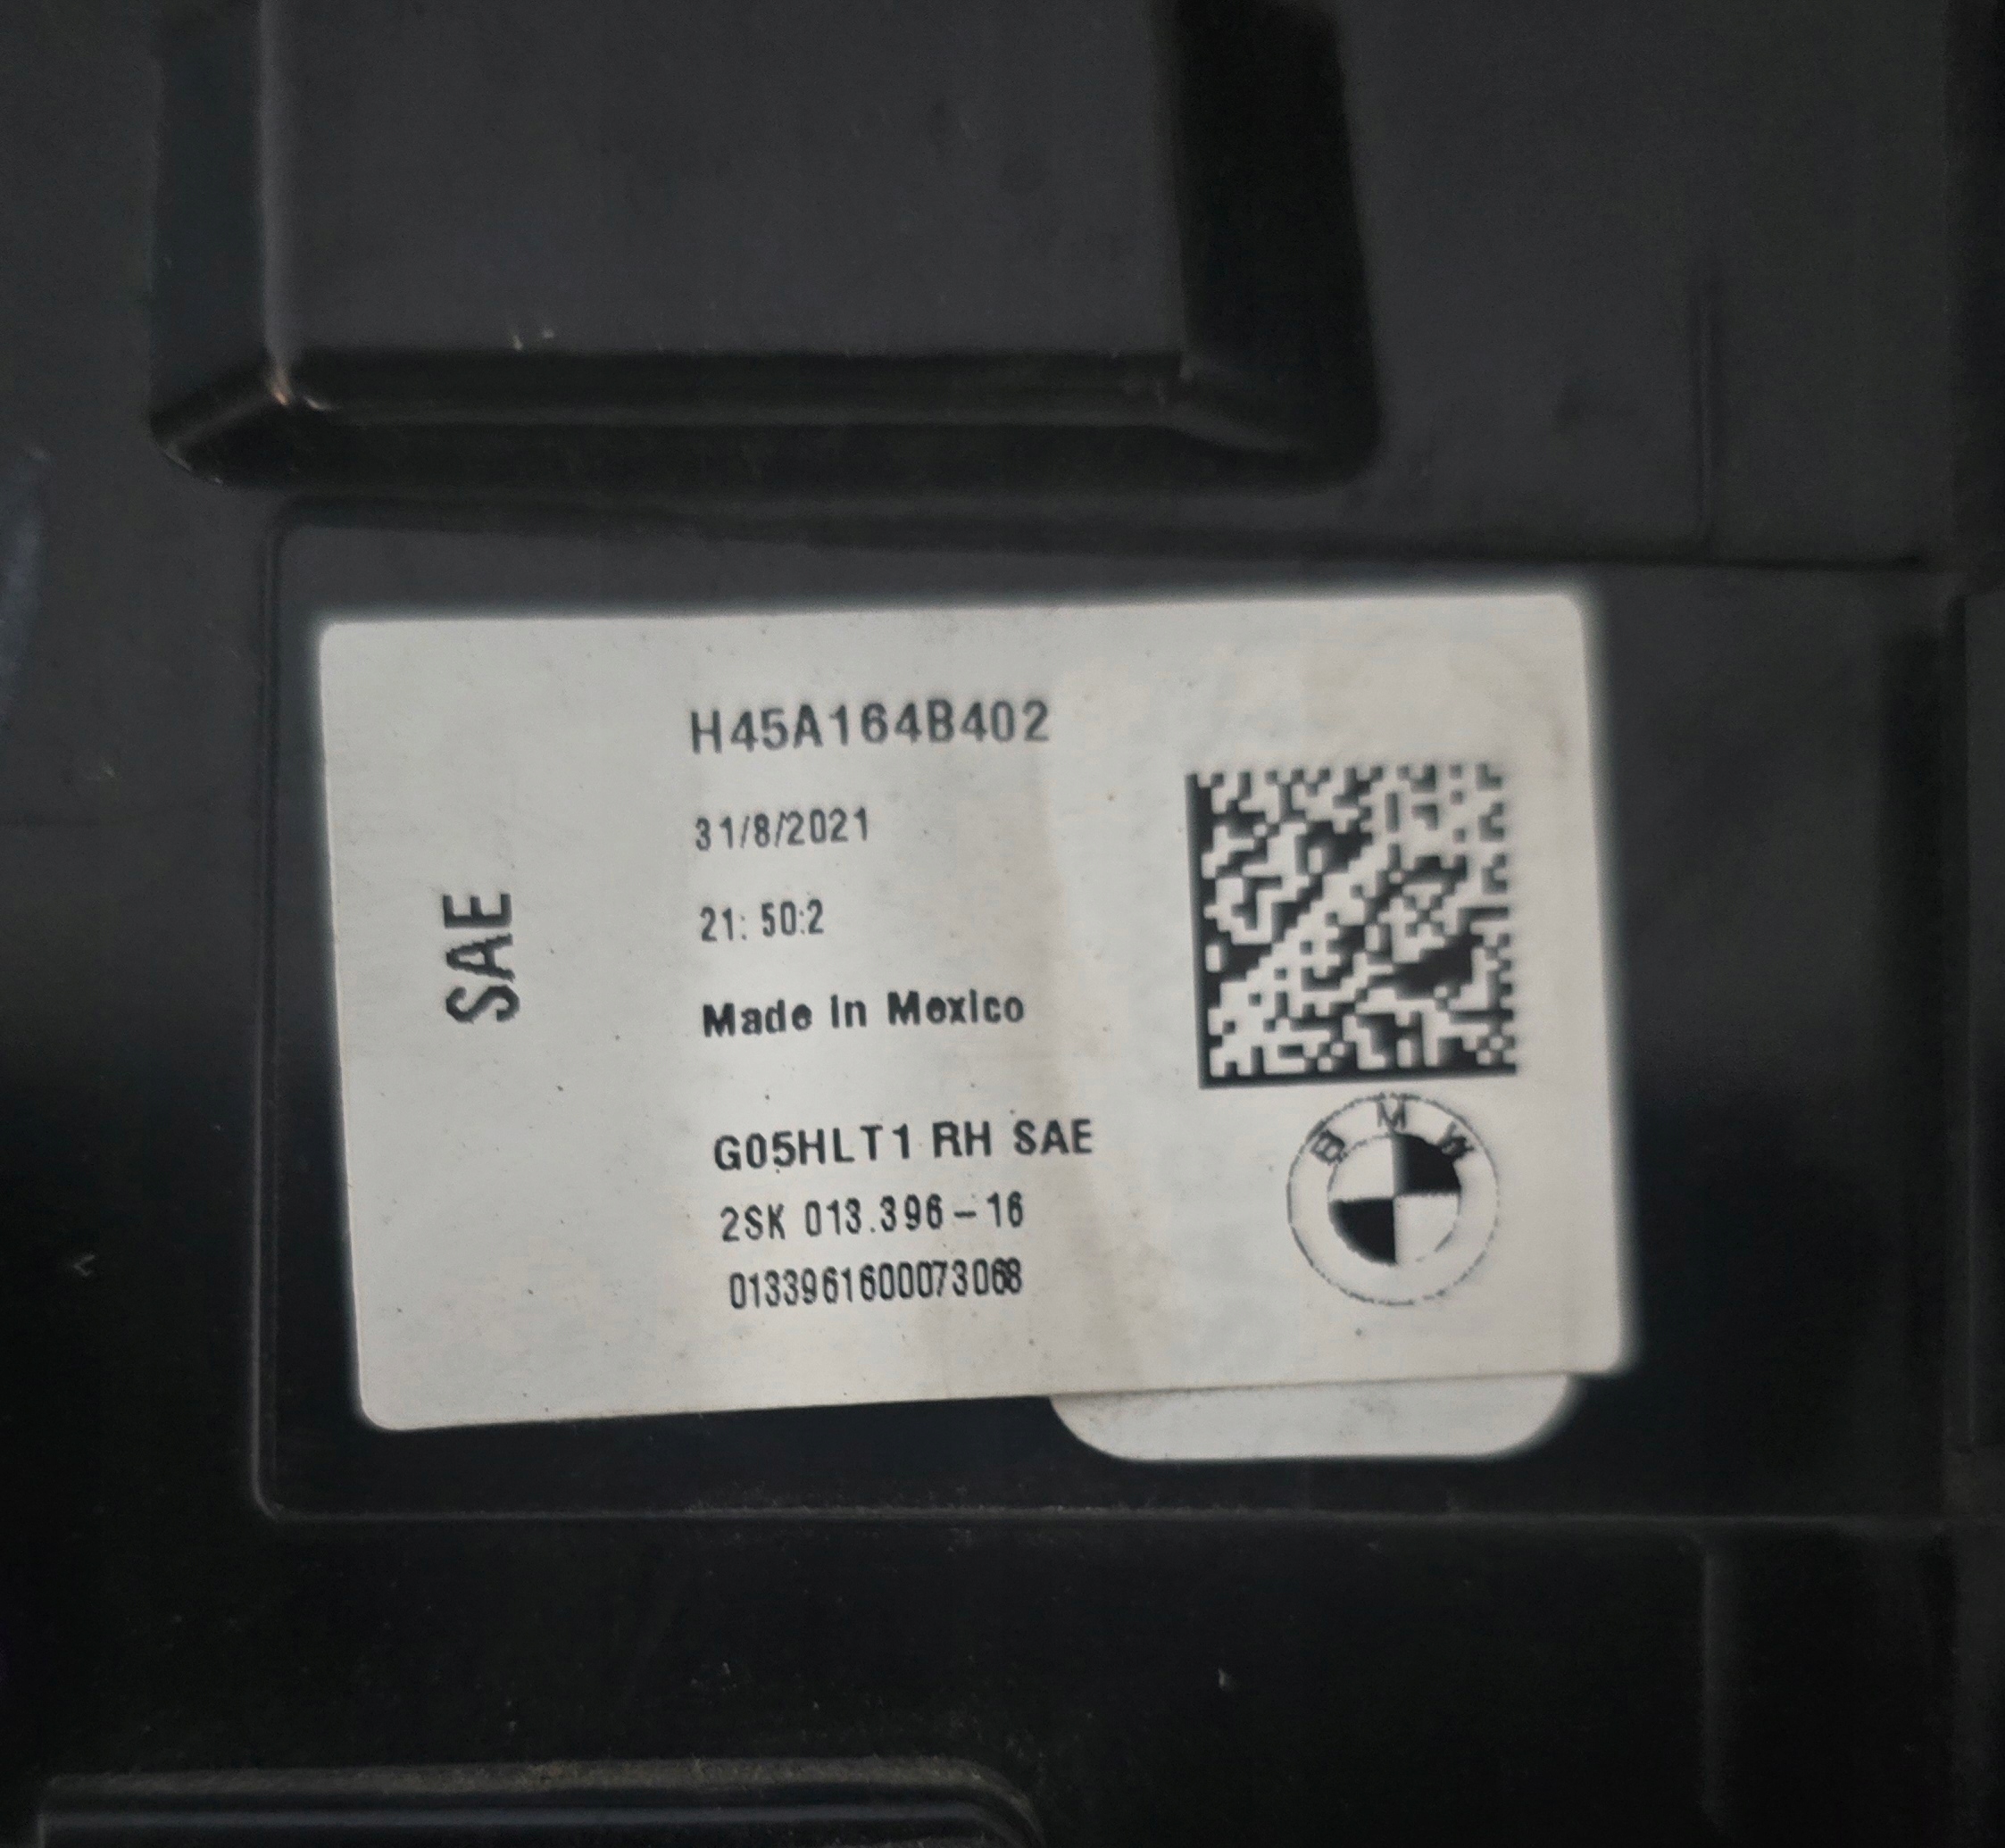 H45A164B402
31/8/2021
21: 50:2
Made in Mexico
SAE
G05HLT1 RH SAE
2SK 013.396-16
0133961600073068
BMW